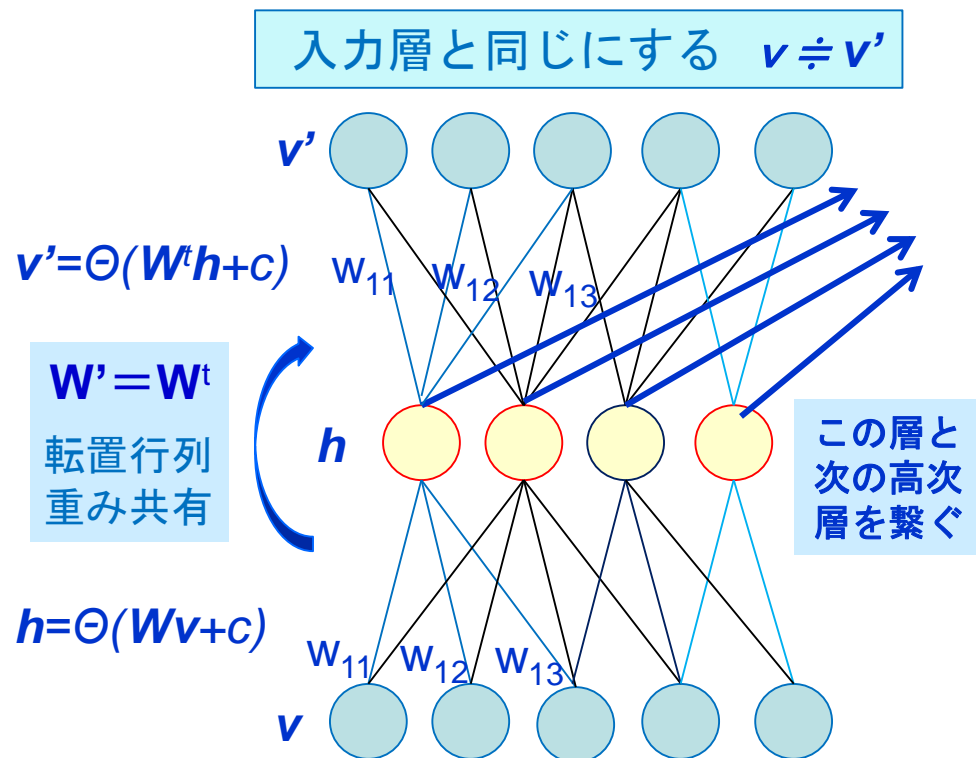 入力層と同じにする v≒v’
v’
v’=Θ(Wᵗh+c)
w₁₁ w₁₂ w₁₃
W’＝Wᵗ
転置行列
重み共有
h
この層と
次の高次
層を繋ぐ
h=Θ(Wv+c)
w₁₁ w₁₂ w₁₃
v